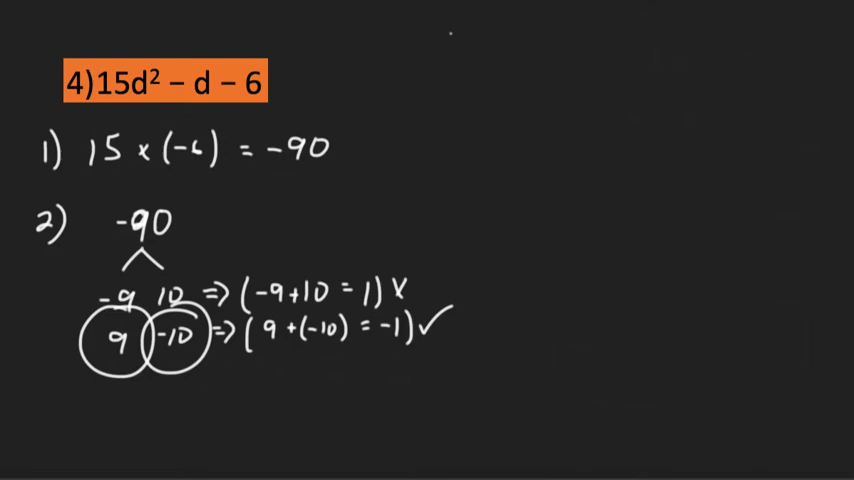 4)15d² − d − 6
1) 15 × (-6) = -90
2) -90
-9 10 => (-9+10 = 1) X
9 -10 => (9 + (-10) = -1) ✓